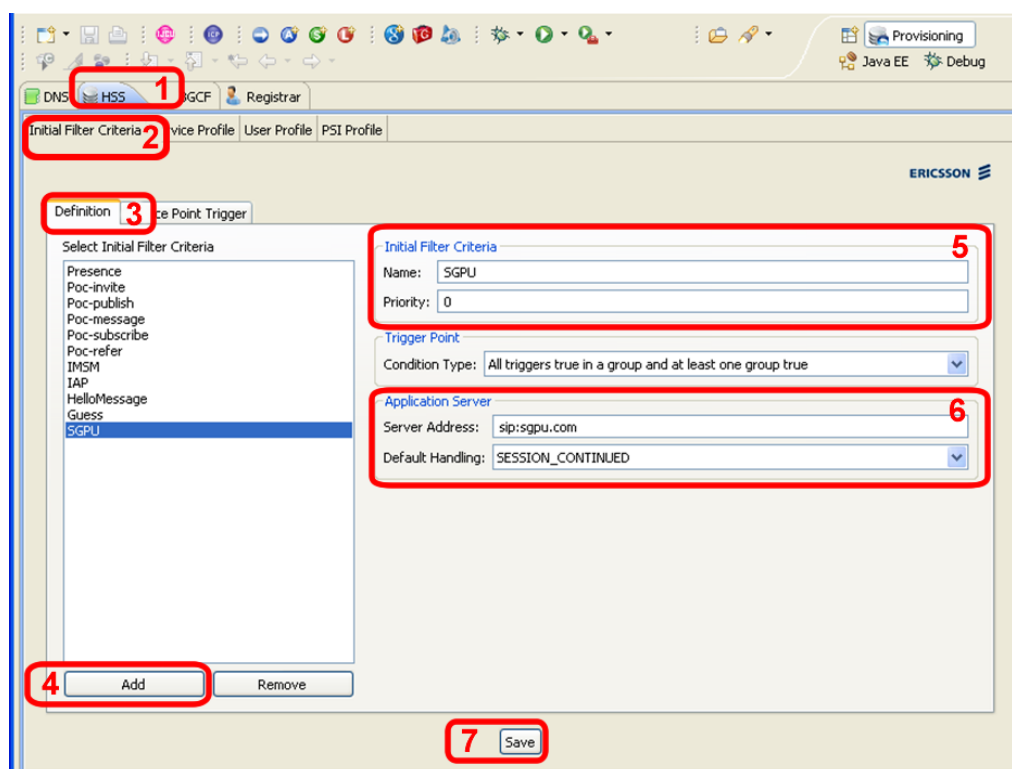 Provisioning
Java EE Debug
DNS HSS 1 BGCF Registrar
Initial Filter Criteria 2 vice Profile User Profile PSI Profile
ERICSSON
Definition 3 ce Point Trigger
Select Initial Filter Criteria
Presence
Poc-invite
Poc-publish
Poc-message
Poc-subscribe
Poc-refer
IMSM
IAP
HelloMessage
Guess
SGPU
4 Add Remove
Initial Filter Criteria 5
Name: SGPU
Priority: 0
Trigger Point
Condition Type: All triggers true in a group and at least one group true
Application Server 6
Server Address: sip:sgpu.com
Default Handling: SESSION_CONTINUED
7 Save